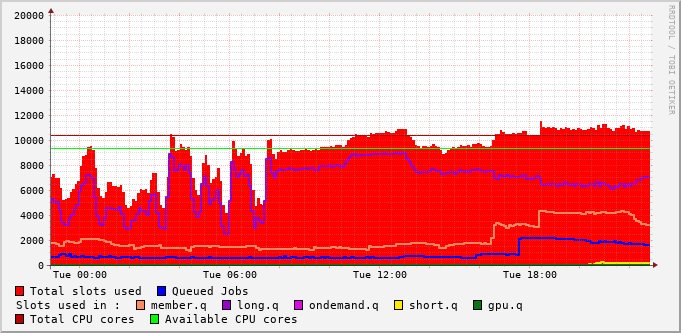 20000
18000
16000
14000
12000
10000
8000
6000
4000
2000
0
Tue 00:00 Tue 06:00 Tue 12:00 Tue 18:00
Total slots used Queued Jobs
Slots used in : member.q long.q ondemand.q short.q gpu.q
Total CPU cores Available CPU cores
RRDTOOL / TOBI OETIKER